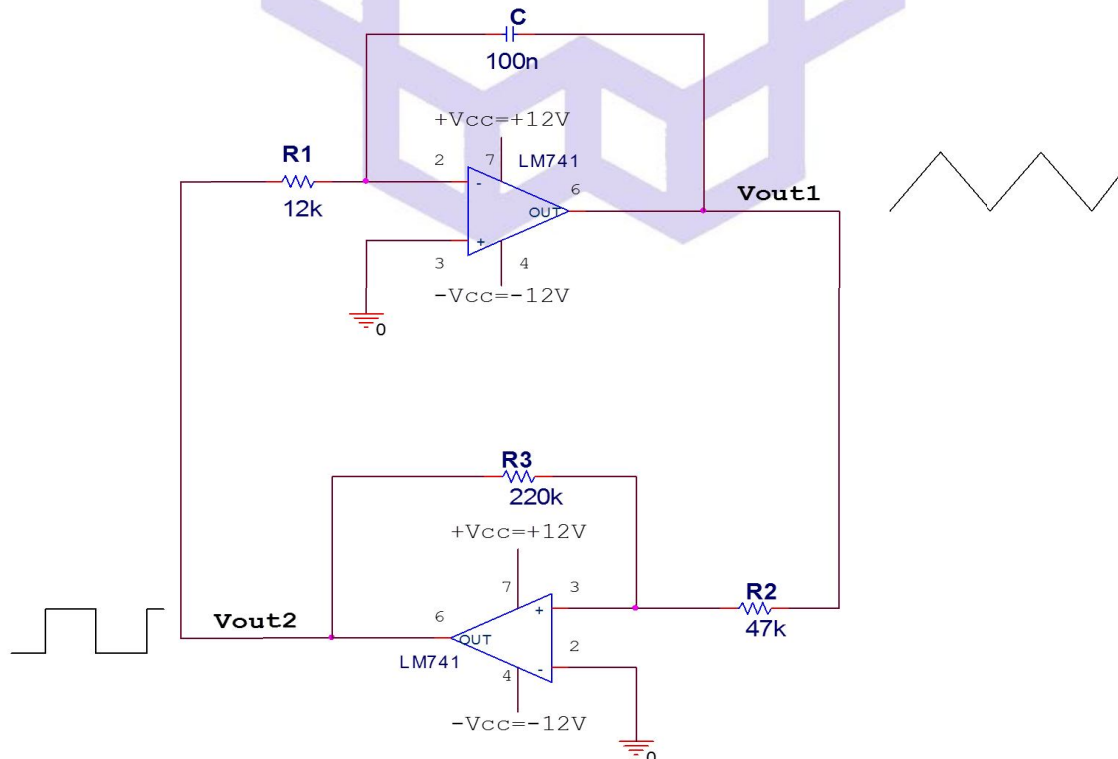 C
100n
+Vcc=+12V
R1
12k
2
7
LM741
-
6
OUT
Vout1
+
3
4
-Vcc=-12V
0
R3
220k
+Vcc=+12V
7
3
R2
47k
6
+
Vout2
OUT
2
LM741
-
4
-Vcc=-12V
0